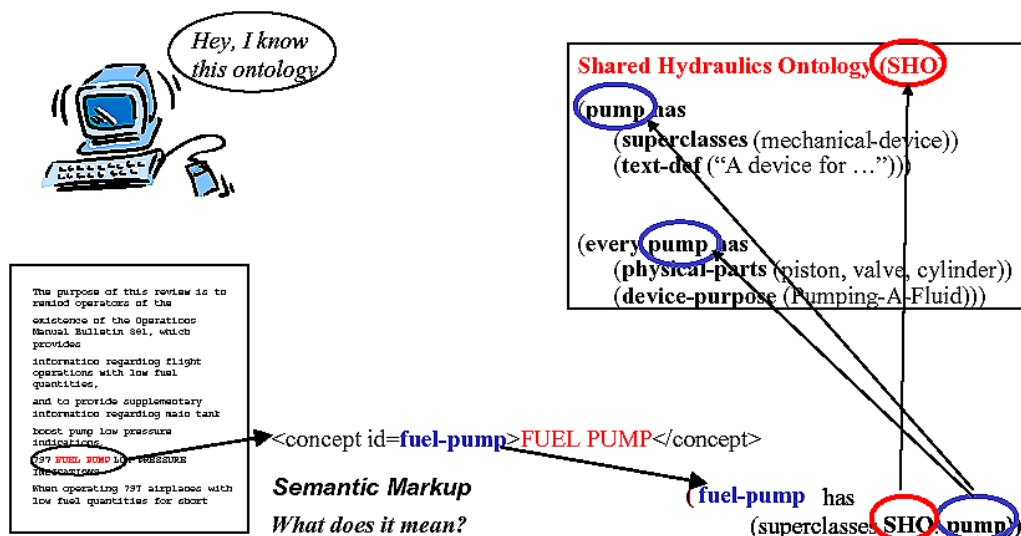 Hey, I know
this ontology
Shared Hydraulics Ontology (SHO
(pump has
(superclasses (mechanical-device))
(text-def (“A device for …”)))
(every pump has
(physical-parts (piston, valve, cylinder))
(device-purpose (Pumping-A-Fluid)))
The purpose of this review is to
remind operators of the
existence of the Operations
Manual Bulletin 801, which
provides
information regarding flight
operations with low fuel
quantities,
and to provide supplementary
information regarding main tank
boost pump low pressure
indications.
797 FUEL PUMP LOW PRESSURE
INDICATIONS
When operating 797 airplanes with
low fuel quantities for short
<concept id=fuel-pump>FUEL PUMP</concept>
Semantic Markup
What does it mean?
(fuel-pump has
(superclasses SHO: pump))